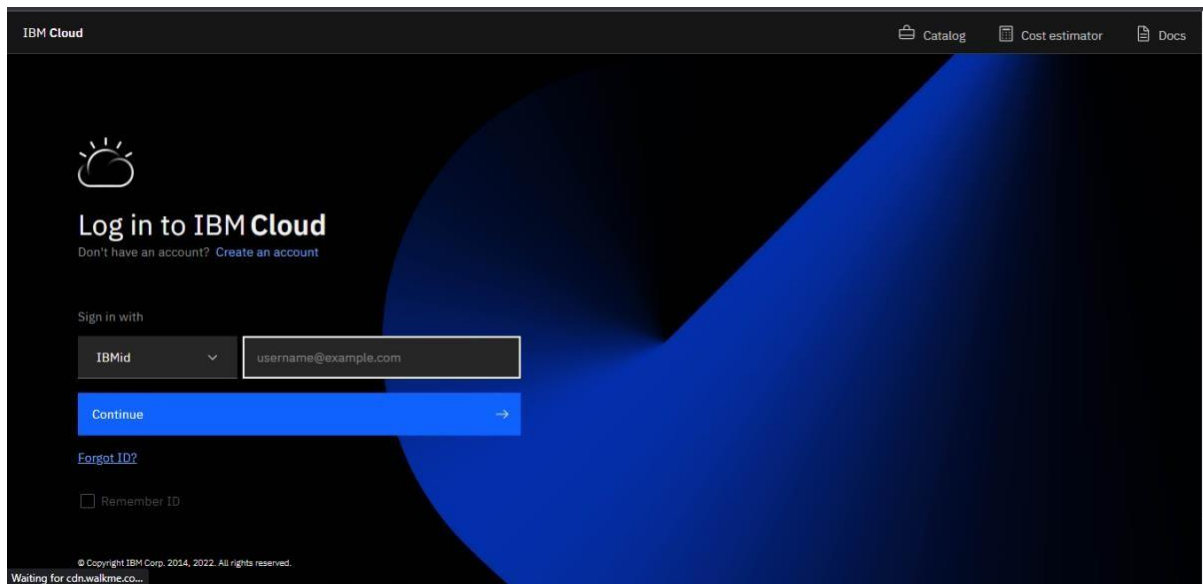 IBM Cloud
Catalog
Cost estimator
Docs
Log in to IBM Cloud
Don't have an account? Create an account
Sign in with
IBMid
username@example.com
Continue
Forgot ID?
Remember ID
© Copyright IBM Corp. 2014, 2022. All rights reserved.
Waiting for cdn.walkme.co...